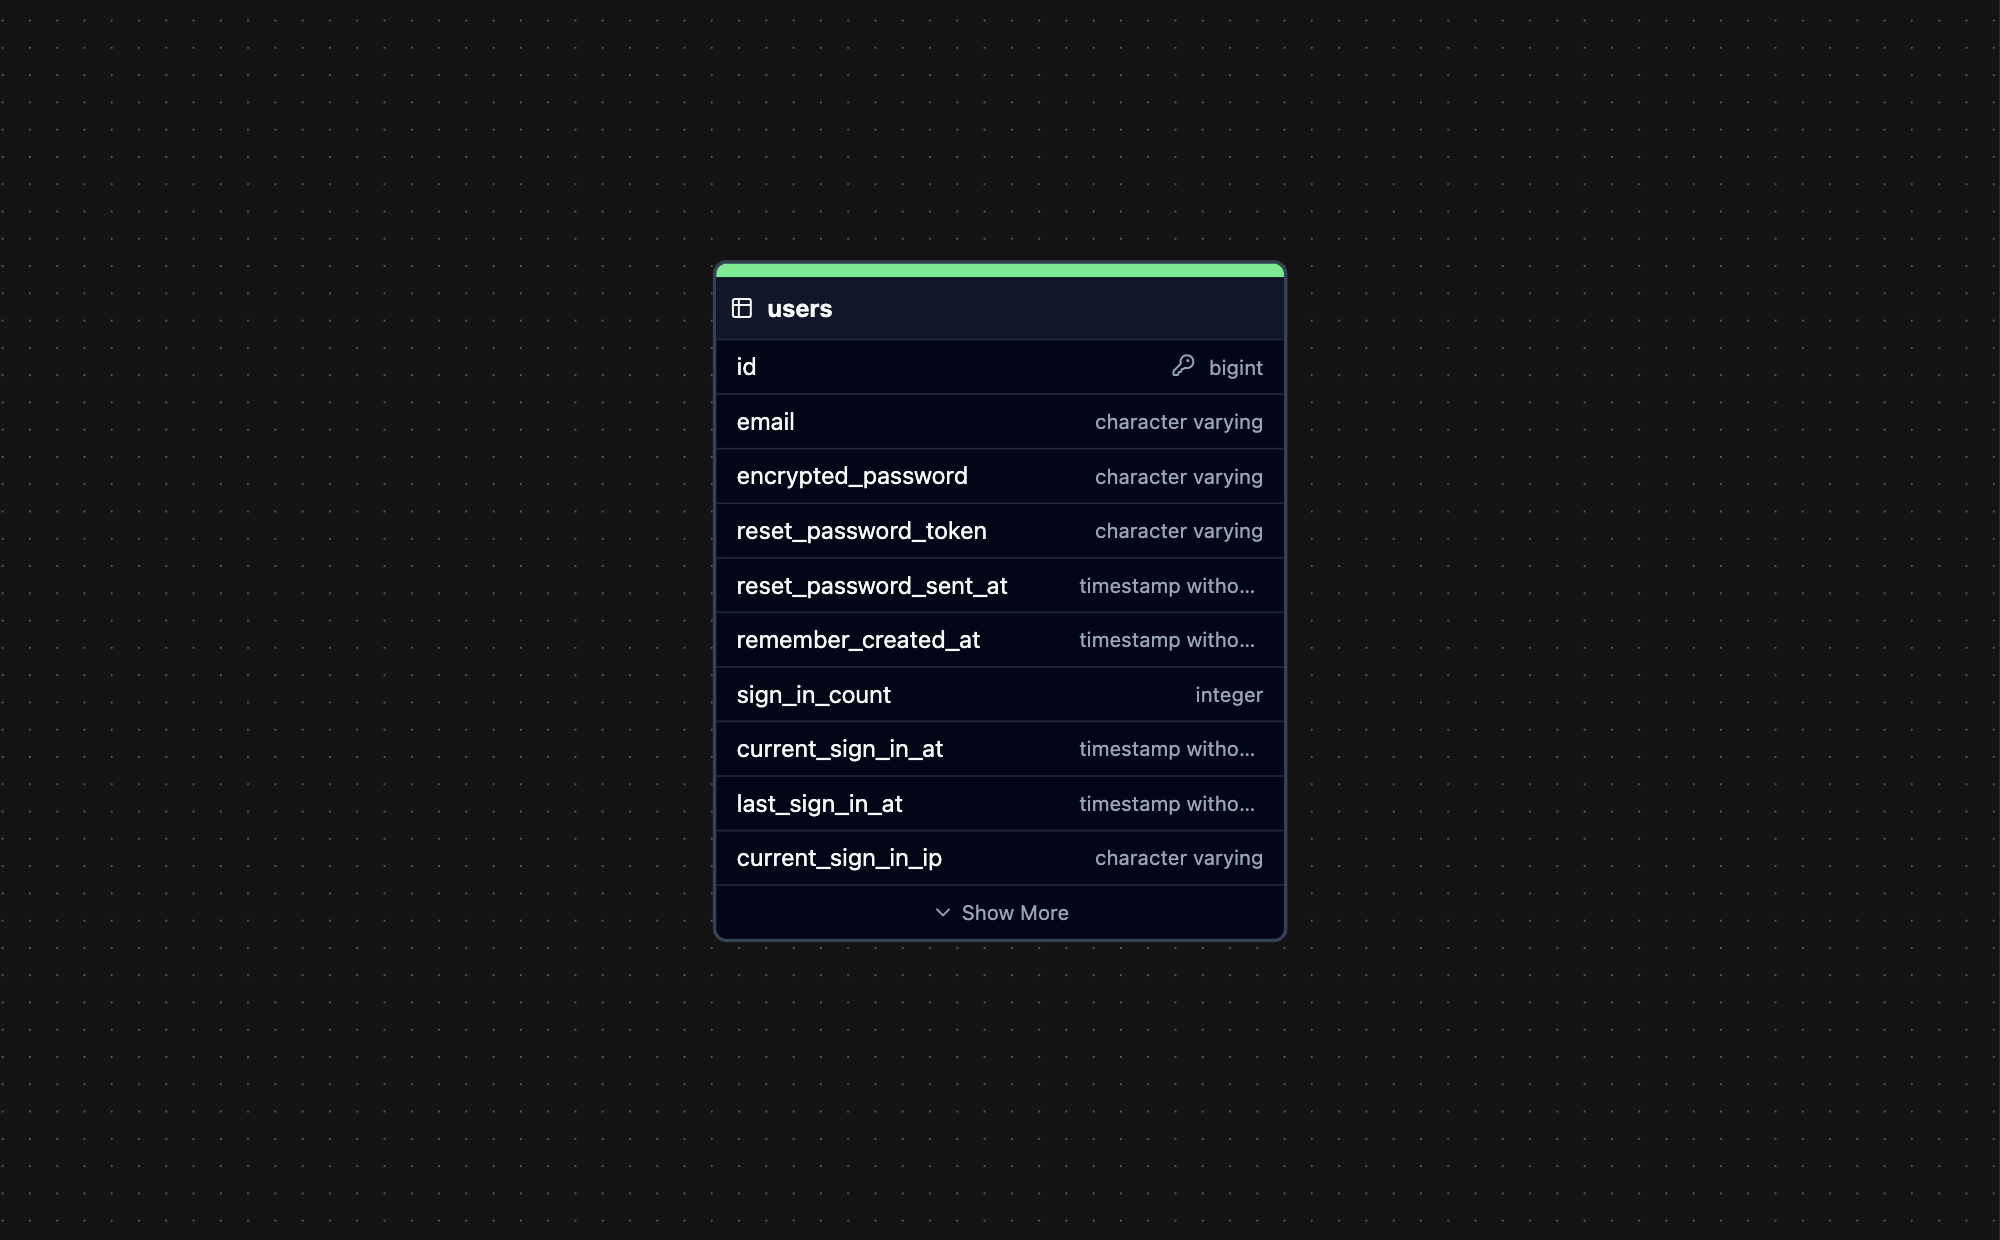 users
id bigint
email character varying
encrypted_password character varying
reset_password_token character varying
reset_password_sent_at timestamp witho...
remember_created_at timestamp witho...
sign_in_count integer
current_sign_in_at timestamp witho...
last_sign_in_at timestamp witho...
current_sign_in_ip character varying
Show More